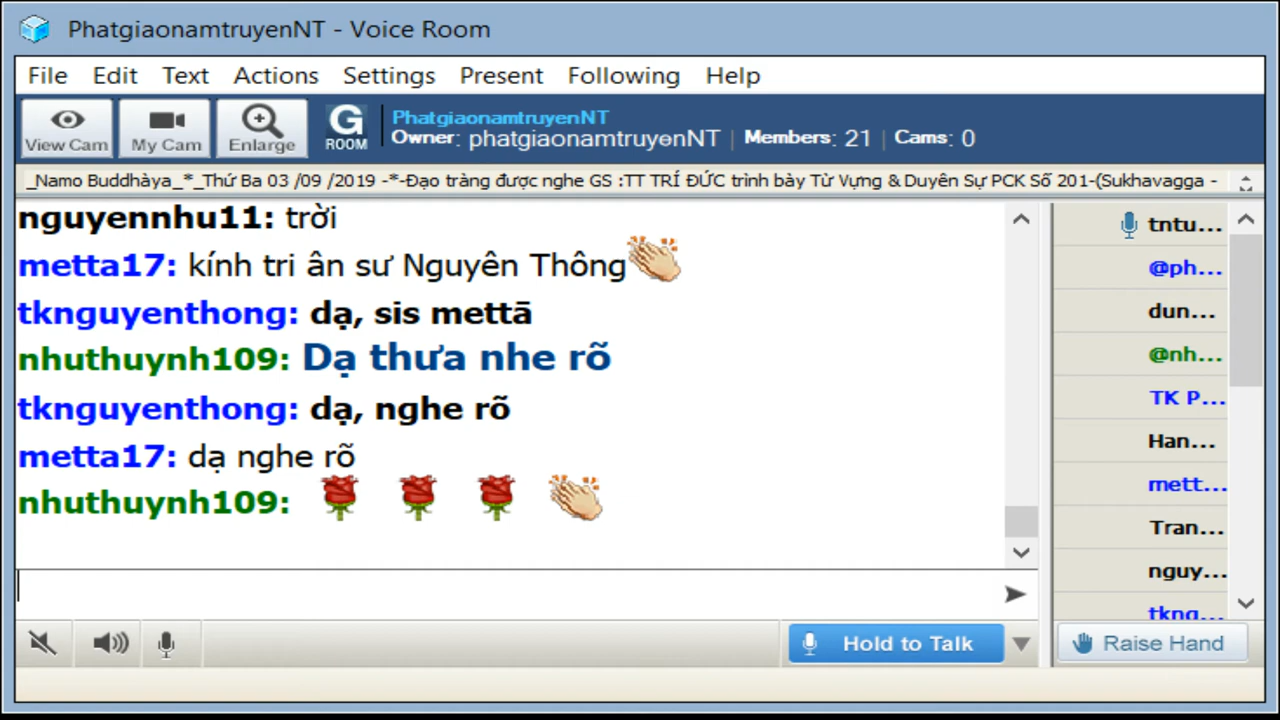 PhatgiaonamtruyenNT - Voice Room
File Edit Text Actions Settings Present Following Help
View Cam My Cam Enlarge G ROOM
PhatgiaonamtruyenNT
Owner: phatgiaonamtruyenNT | Members: 21 | Cams: 0
_Namo Buddhàya_*_Thứ Ba 03 /09 /2019 -*-Đạo tràng được nghe GS :TT TRÍ ĐỨC trình bày Từ Vựng & Duyên Sự PCK Số 201-(Sukhavagga -
nguyennhu11: trời
metta17: kính tri ân sư Nguyên Thông
tknguyenthong: dạ, sis mettā
nhuthuynh109: Dạ thưa nhe rõ
tknguyenthong: dạ, nghe rõ
metta17: dạ nghe rõ
nhuthuynh109:
tntu...
@ph...
dun...
@nh...
TK P...
Han...
mett...
Tran...
nguy...
tkng...
Hold to Talk
Raise Hand